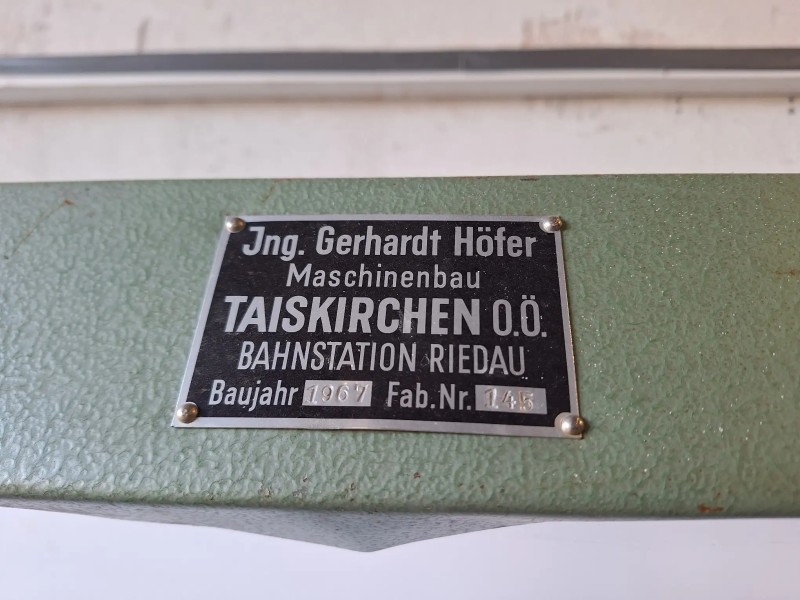 Jng. Gerhardt Höfer
Maschinenbau
TAISKIRCHEN O.Ö.
BAHNSTATION RIEDAU
Baujahr 1967 Fab.Nr. 145